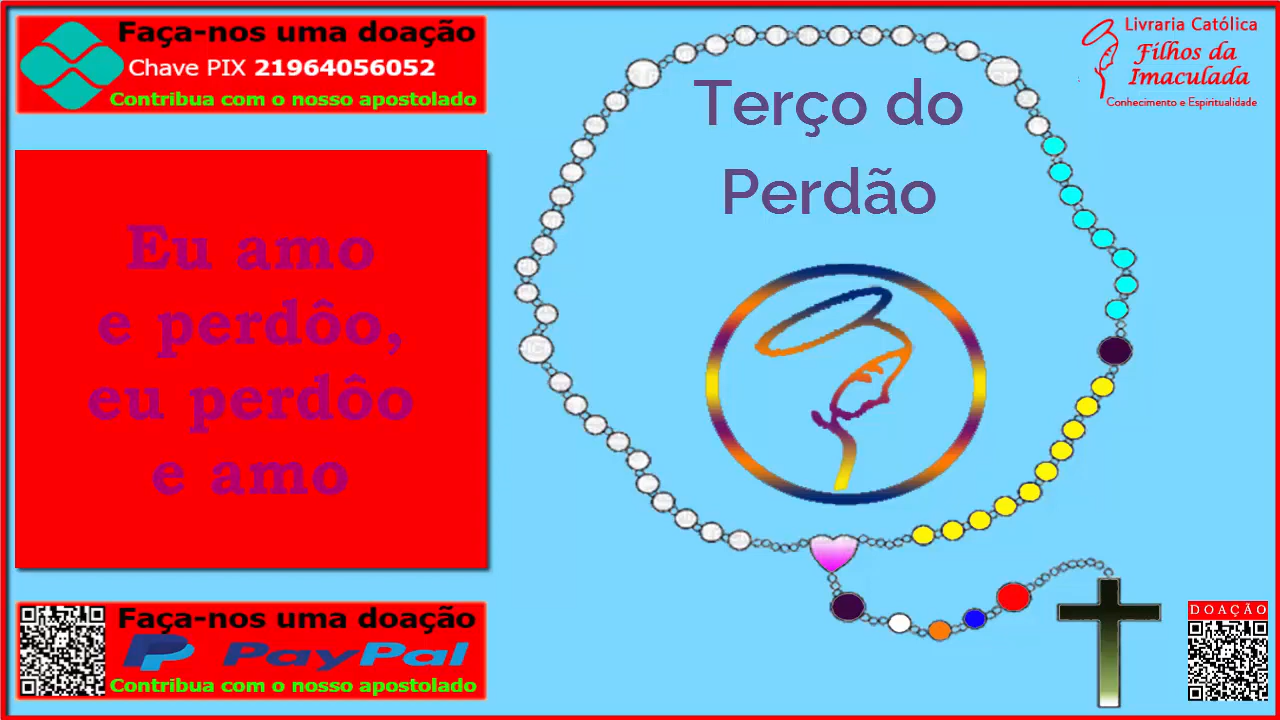 Faça-nos uma doação
Chave PIX 21964056052
Contribua com o nosso apostolado
Terço do
Perdão
Livraria Católica
Filhos da
Imaculada
Conhecimento e Espiritualidade
Eu amo
e perdôo,
eu perdôo
e amo
Faça-nos uma doação
PayPal
Contribua com o nosso apostolado
DOAÇÃO